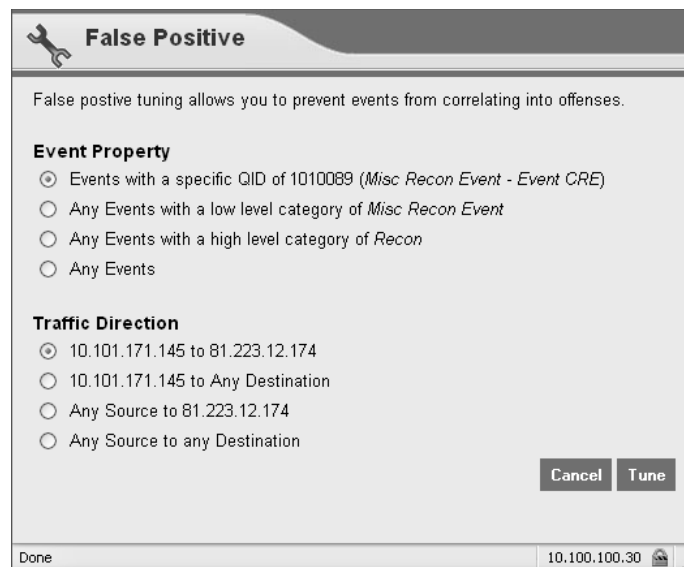 False Positive
False postive tuning allows you to prevent events from correlating into offenses.
Event Property
Events with a specific QID of 1010089 (Misc Recon Event - Event CRE)
Any Events with a low level category of Misc Recon Event
Any Events with a high level category of Recon
Any Events
Traffic Direction
10.101.171.145 to 81.223.12.174
10.101.171.145 to Any Destination
Any Source to 81.223.12.174
Any Source to any Destination
Cancel Tune
Done 10.100.100.30